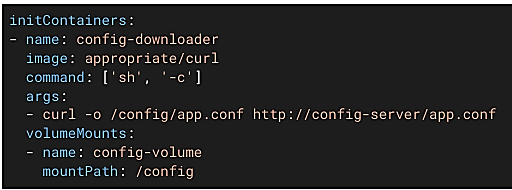 initContainers:
- name: config-downloader
  image: appropriate/curl
  command: ['sh', '-c']
  args:
  - curl -o /config/app.conf http://config-server/app.conf
  volumeMounts:
  - name: config-volume
    mountPath: /config